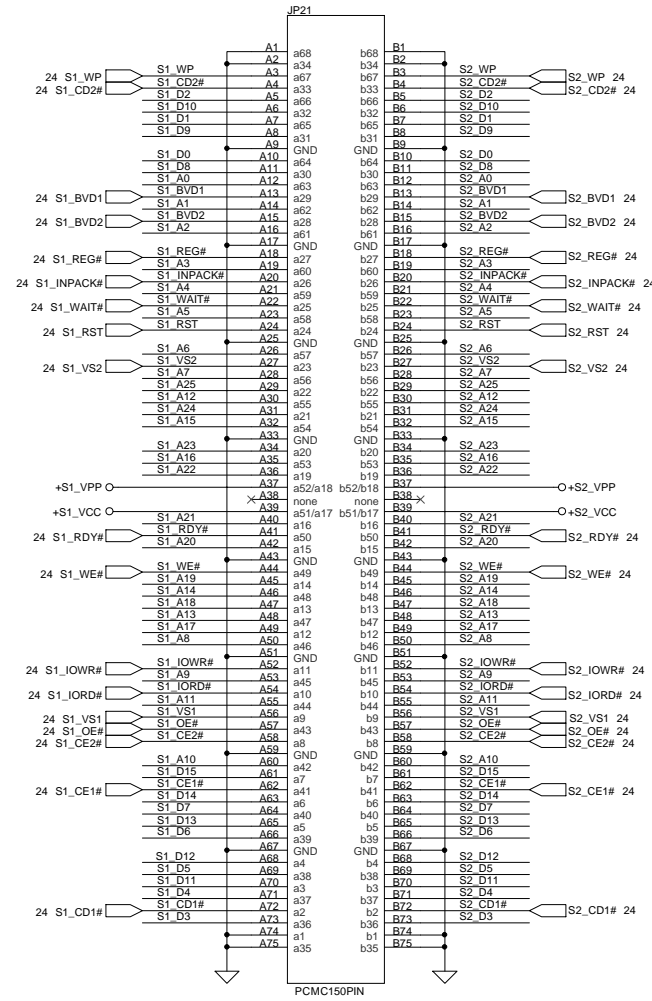 JP21
A1 a68 b68 B1
A2 a34 b34 B2
24 S1_WP S1_WP A3 a67 b67 B3 S2_WP S2_WP 24
24 S1_CD2# S1_CD2# A4 a33 b33 B4 S2_CD2# S2_CD2# 24
S1_D2 A5 a66 b66 B5 S2_D2
S1_D10 A6 a32 b32 B6 S2_D10
S1_D1 A7 a65 b65 B7 S2_D1
S1_D9 A8 a31 b31 B8 S2_D9
A9 GND GND B9
S1_D0 A10 a64 b64 B10 S2_D0
S1_D8 A11 a30 b30 B11 S2_D8
S1_A0 A12 a63 b63 B12 S2_A0
24 S1_BVD1 S1_BVD1 A13 a29 b29 B13 S2_BVD1 S2_BVD1 24
S1_A1 A14 a62 b62 B14 S2_A1
24 S1_BVD2 S1_BVD2 A15 a28 b28 B15 S2_BVD2 S2_BVD2 24
S1_A2 A16 a61 b61 B16 S2_A2
A17 GND GND B17
24 S1_REG# S1_REG# A18 a27 b27 B18 S2_REG# S2_REG# 24
S1_A3 A19 a60 b60 B19 S2_A3
24 S1_INPACK# S1_INPACK# A20 a26 b26 B20 S2_INPACK# S2_INPACK# 24
S1_A4 A21 a59 b59 B21 S2_A4
24 S1_WAIT# S1_WAIT# A22 a25 b25 B22 S2_WAIT# S2_WAIT# 24
S1_A5 A23 a58 b58 B23 S2_A5
24 S1_RST S1_RST A24 a24 b24 B24 S2_RST S2_RST 24
A25 GND GND B25
S1_A6 A26 a57 b57 B26 S2_A6
24 S1_VS2 S1_VS2 A27 a23 b23 B27 S2_VS2 S2_VS2 24
S1_A7 A28 a56 b56 B28 S2_A7
S1_A25 A29 a22 b22 B29 S2_A25
S1_A12 A30 a55 b55 B30 S2_A12
S1_A24 A31 a21 b21 B31 S2_A24
S1_A15 A32 a54 b54 B32 S2_A15
A33 GND GND B33
S1_A23 A34 a20 b20 B34 S2_A23
S1_A16 A35 a53 b53 B35 S2_A16
S1_A22 A36 a19 b19 B36 S2_A22
+S1_VPP A37 a52/a18 b52/b18 B37 +S2_VPP
A38 none none B38
+S1_VCC A39 a51/a17 b51/b17 B39 +S2_VCC
S1_A21 A40 a16 b16 B40 S2_A21
24 S1_RDY# S1_RDY# A41 a50 b50 B41 S2_RDY# S2_RDY# 24
S1_A20 A42 a15 b15 B42 S2_A20
A43 GND GND B43
24 S1_WE# S1_WE# A44 a49 b49 B44 S2_WE# S2_WE# 24
S1_A19 A45 a14 b14 B45 S2_A19
S1_A14 A46 a48 b48 B46 S2_A14
S1_A18 A47 a13 b13 B47 S2_A18
S1_A13 A48 a47 b47 B48 S2_A13
S1_A17 A49 a12 b12 B49 S2_A17
S1_A8 A50 a46 b46 B50 S2_A8
A51 GND GND B51
24 S1_IOWR# S1_IOWR# A52 a11 b11 B52 S2_IOWR# S2_IOWR# 24
S1_A9 A53 a45 b45 B53 S2_A9
24 S1_IORD# S1_IORD# A54 a10 b10 B54 S2_IORD# S2_IORD# 24
S1_A11 A55 a44 b44 B55 S2_A11
24 S1_VS1 S1_VS1 A56 a9 b9 B56 S2_VS1 S2_VS1 24
24 S1_OE# S1_OE# A57 a43 b43 B57 S2_OE# S2_OE# 24
24 S1_CE2# S1_CE2# A58 a8 b8 B58 S2_CE2# S2_CE2# 24
A59 GND GND B59
S1_A10 A60 a42 b42 B60 S2_A10
S1_D15 A61 a7 b7 B61 S2_D15
24 S1_CE1# S1_CE1# A62 a41 b41 B62 S2_CE1# S2_CE1# 24
S1_D14 A63 a6 b6 B63 S2_D14
S1_D7 A64 a40 b40 B64 S2_D7
S1_D13 A65 a5 b5 B65 S2_D13
S1_D6 A66 a39 b39 B66 S2_D6
A67 GND GND B67
S1_D12 A68 a4 b4 B68 S2_D12
S1_D5 A69 a38 b38 B69 S2_D5
S1_D11 A70 a3 b3 B70 S2_D11
S1_D4 A71 a37 b37 B71 S2_D4
24 S1_CD1# S1_CD1# A72 a2 b2 B72 S2_CD1# S2_CD1# 24
S1_D3 A73 a36 b36 B73 S2_D3
A74 a1 b1 B74
A75 a35 b35 B75
PCMC150PIN